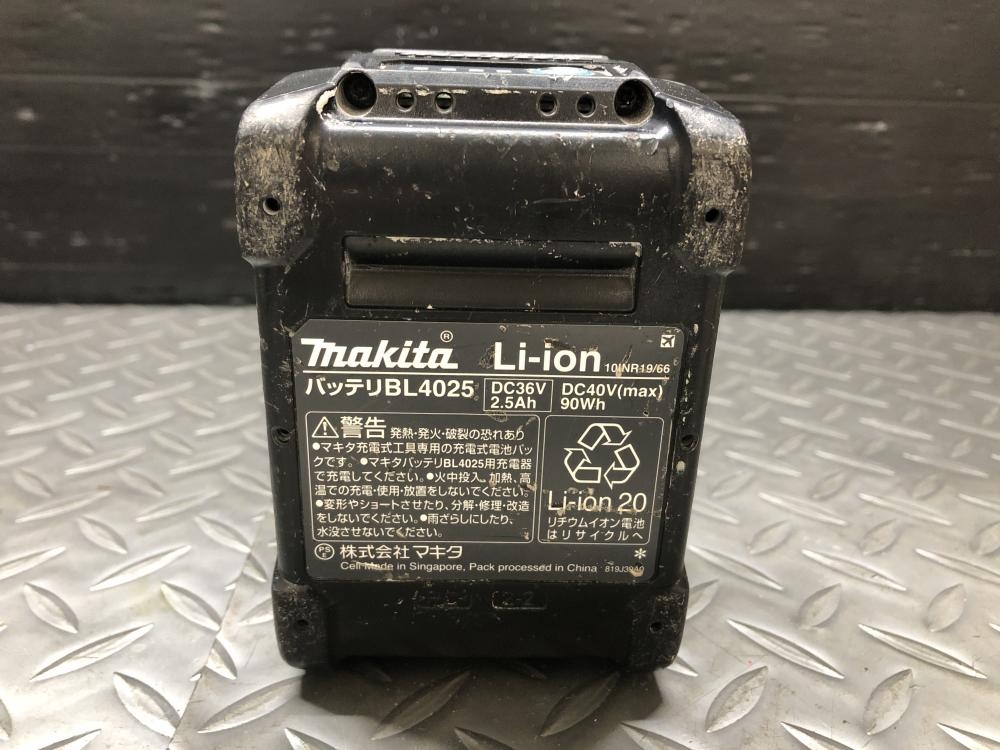 makita® Li-ion 10INR19/66
バッテリBL4025 DC36V 2.5Ah DC40V(max) 90Wh
⚠警告 発熱・発火・破裂の恐れあり
●マキタ充電式工具専用の充電式電池パッ
クです。●マキタバッテリBL4025用充電器
で充電してください。●火中投入、加熱、高
温での充電・使用・放置をしないでください。
●変形やショートさせたり、分解・修理・改造
をしないでください。●雨ざらしにしたり、
水没させないでください。
Li-ion 20
リチウムイオン電池
はリサイクルへ
PSE 株式会社 マキタ *
Cell Made in Singapore, Pack processed in China 819J39A0